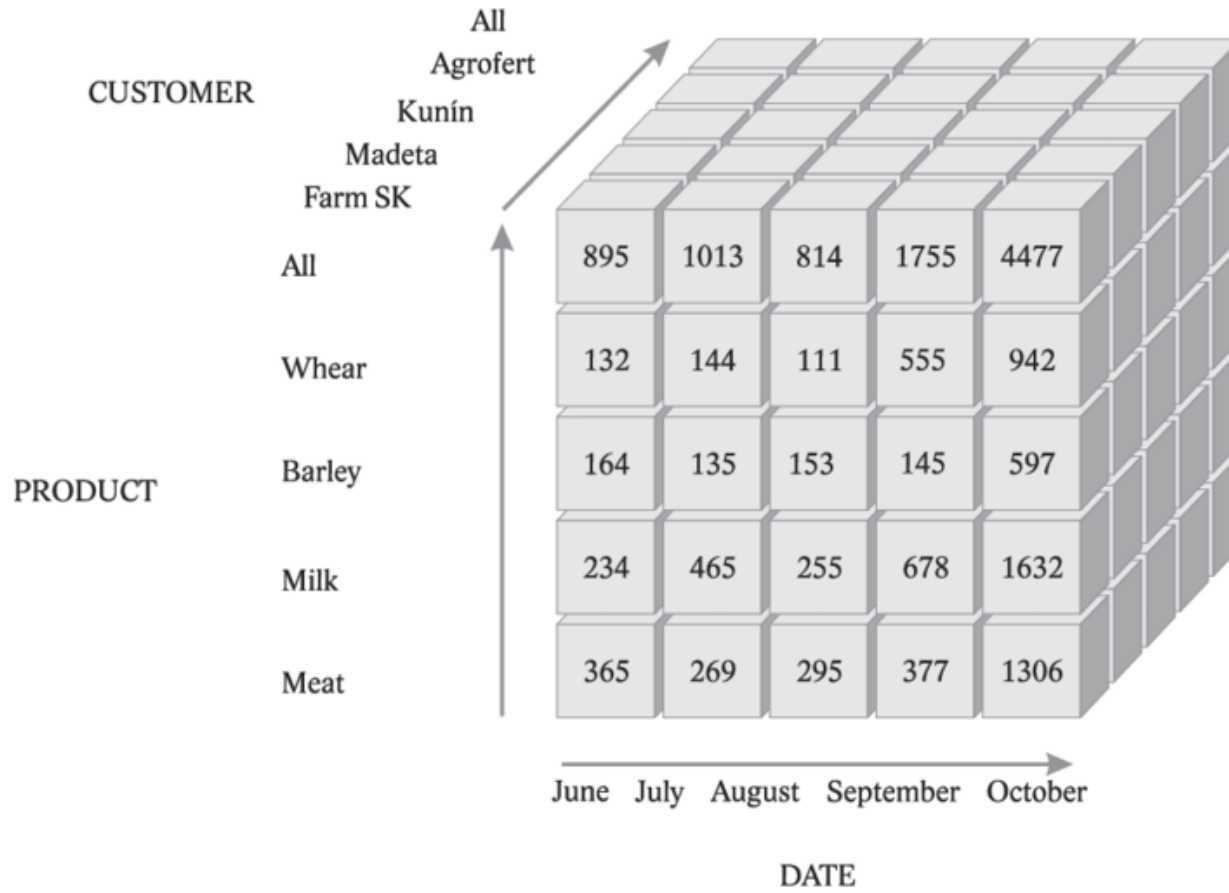 All
Agrofert
CUSTOMER
Kunín
Madeta
Farm SK
All 895 1013 814 1755 4477
Whear 132 144 111 555 942
Barley 164 135 153 145 597
PRODUCT
Milk 234 465 255 678 1632
Meat 365 269 295 377 1306
June July August September October
DATE